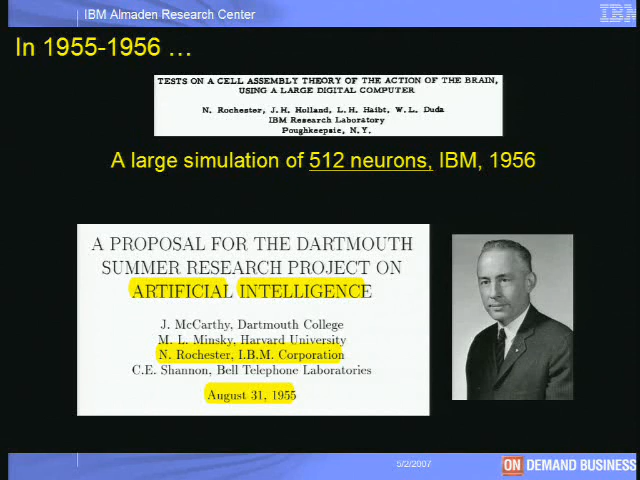 IBM Almaden Research Center
IBM
In 1955-1956 …
TESTS ON A CELL ASSEMBLY THEORY OF THE ACTION OF THE BRAIN,
USING A LARGE DIGITAL COMPUTER
N. Rochester, J.H. Holland, L.H. Haibt, W.L. Duda
IBM Research Laboratory
Poughkeepsie, N.Y.
A large simulation of 512 neurons, IBM, 1956
A PROPOSAL FOR THE DARTMOUTH
SUMMER RESEARCH PROJECT ON
ARTIFICIAL INTELLIGENCE
J. McCarthy, Dartmouth College
M. L. Minsky, Harvard University
N. Rochester, I.B.M. Corporation
C.E. Shannon, Bell Telephone Laboratories
August 31, 1955
5/2/2007
ON DEMAND BUSINESS